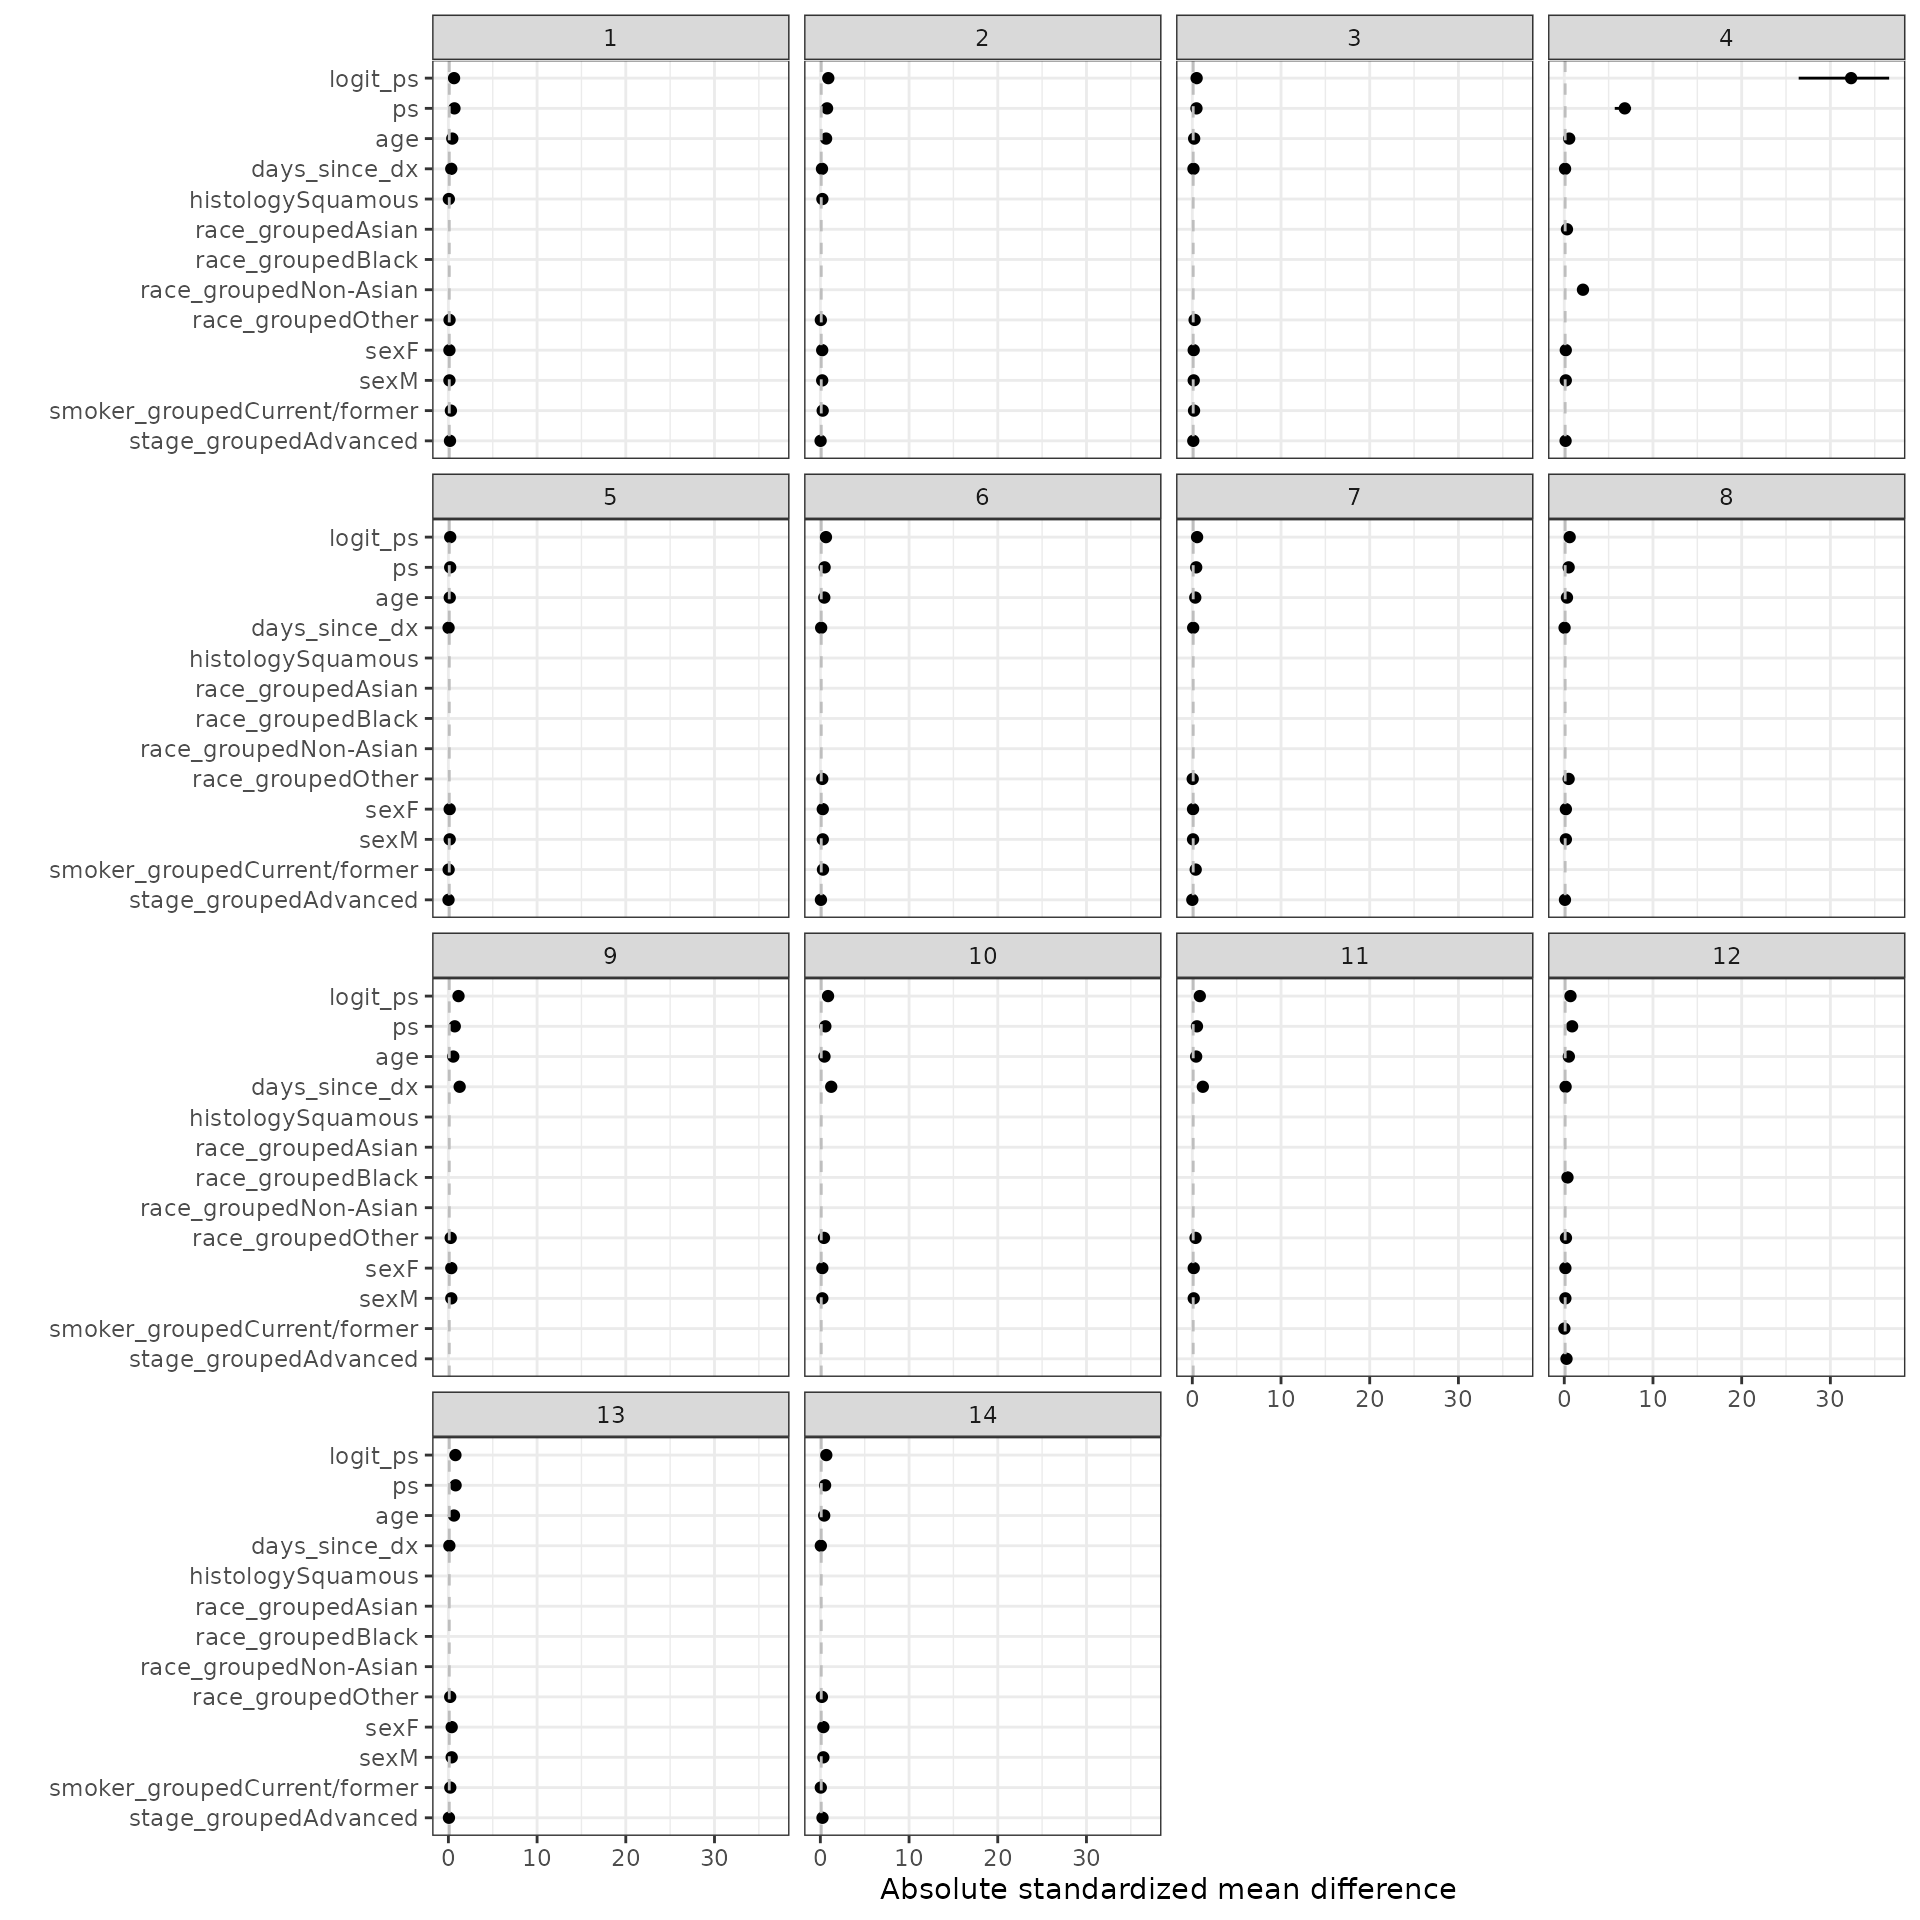 1 2 3 4
logit_ps
ps
age
days_since_dx
histologySquamous
race_groupedAsian
race_groupedBlack
race_groupedNon-Asian
race_groupedOther
sexF
sexM
smoker_groupedCurrent/former
stage_groupedAdvanced
5 6 7 8
logit_ps
ps
age
days_since_dx
histologySquamous
race_groupedAsian
race_groupedBlack
race_groupedNon-Asian
race_groupedOther
sexF
sexM
smoker_groupedCurrent/former
stage_groupedAdvanced
9 10 11 12
logit_ps
ps
age
days_since_dx
histologySquamous
race_groupedAsian
race_groupedBlack
race_groupedNon-Asian
race_groupedOther
sexF
sexM
smoker_groupedCurrent/former
stage_groupedAdvanced
0 10 20 30 0 10 20 30
13 14
logit_ps
ps
age
days_since_dx
histologySquamous
race_groupedAsian
race_groupedBlack
race_groupedNon-Asian
race_groupedOther
sexF
sexM
smoker_groupedCurrent/former
stage_groupedAdvanced
0 10 20 30 0 10 20 30
Absolute standardized mean difference